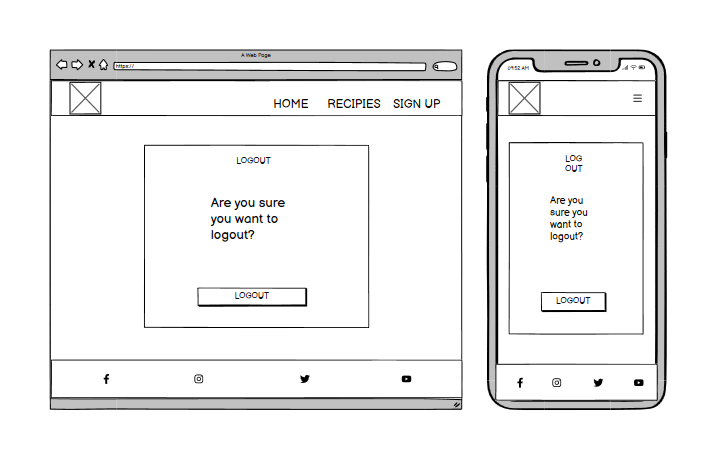 A Web Page
https://
HOME RECIPIES SIGN UP
LOGOUT
Are you sure
you want to
logout?
LOGOUT
09:52 AM
LOG
OUT
Are you
sure you
want to
logout?
LOGOUT